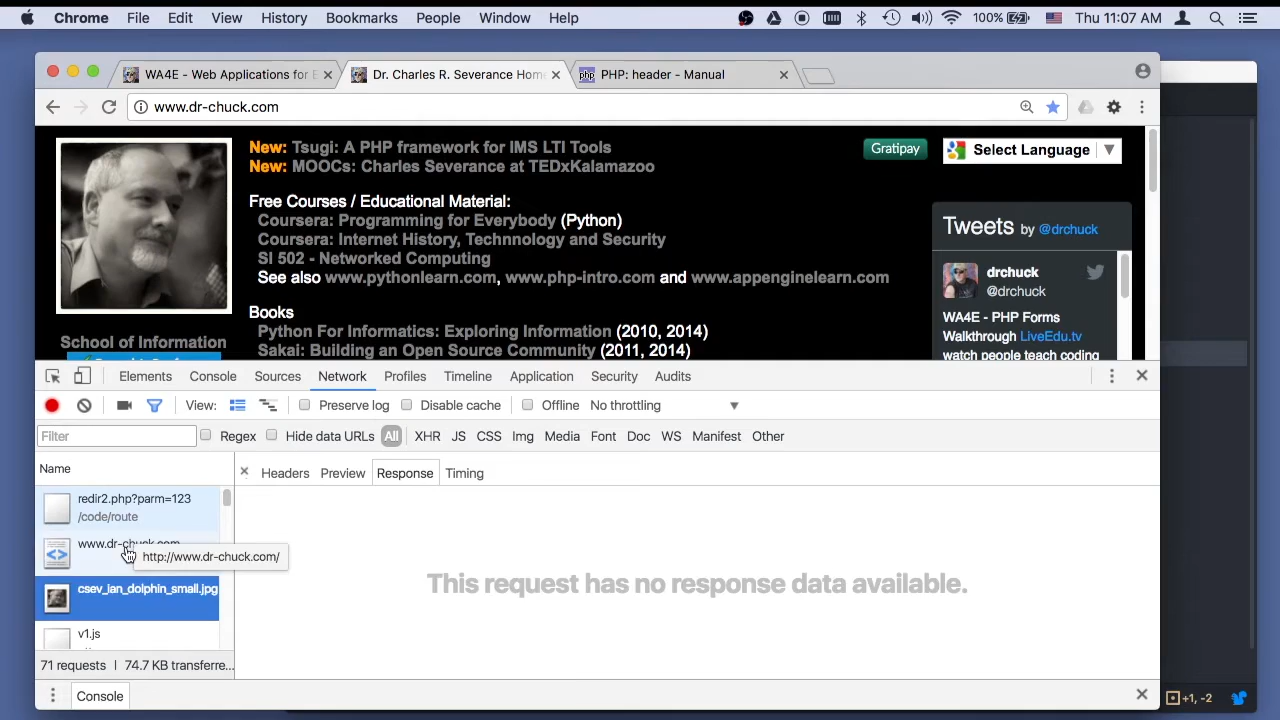 Chrome File Edit View History Bookmarks People Window Help 100% Thu 11:07 AM
WA4E - Web Applications for E
Dr. Charles R. Severance Hom
php PHP: header - Manual
www.dr-chuck.com
New: Tsugi: A PHP framework for IMS LTI Tools
New: MOOCs: Charles Severance at TEDxKalamazoo
Gratipay
Select Language
Free Courses / Educational Material:
Coursera: Programming for Everybody (Python)
Coursera: Internet History, Technnology and Security
SI 502 - Networked Computing
See also www.pythonlearn.com, www.php-intro.com and www.appenginelearn.com
Books
Python For Informatics: Exploring Information (2010, 2014)
Sakai: Building an Open Source Community (2011, 2014)
School of Information
Tweets by @drchuck
drchuck
@drchuck
WA4E - PHP Forms
Walkthrough LiveEdu.tv
watch people teach coding
Elements Console Sources Network Profiles Timeline Application Security Audits
View: Preserve log Disable cache Offline No throttling
Filter Regex Hide data URLs All XHR JS CSS Img Media Font Doc WS Manifest Other
Name
Headers Preview Response Timing
redir2.php?parm=123
/code/route
www.dr-chuck.com
http://www.dr-chuck.com/
csev_ian_dolphin_small.jpg
v1.js
This request has no response data available.
71 requests | 74.7 KB transferre...
Console
+1, -2